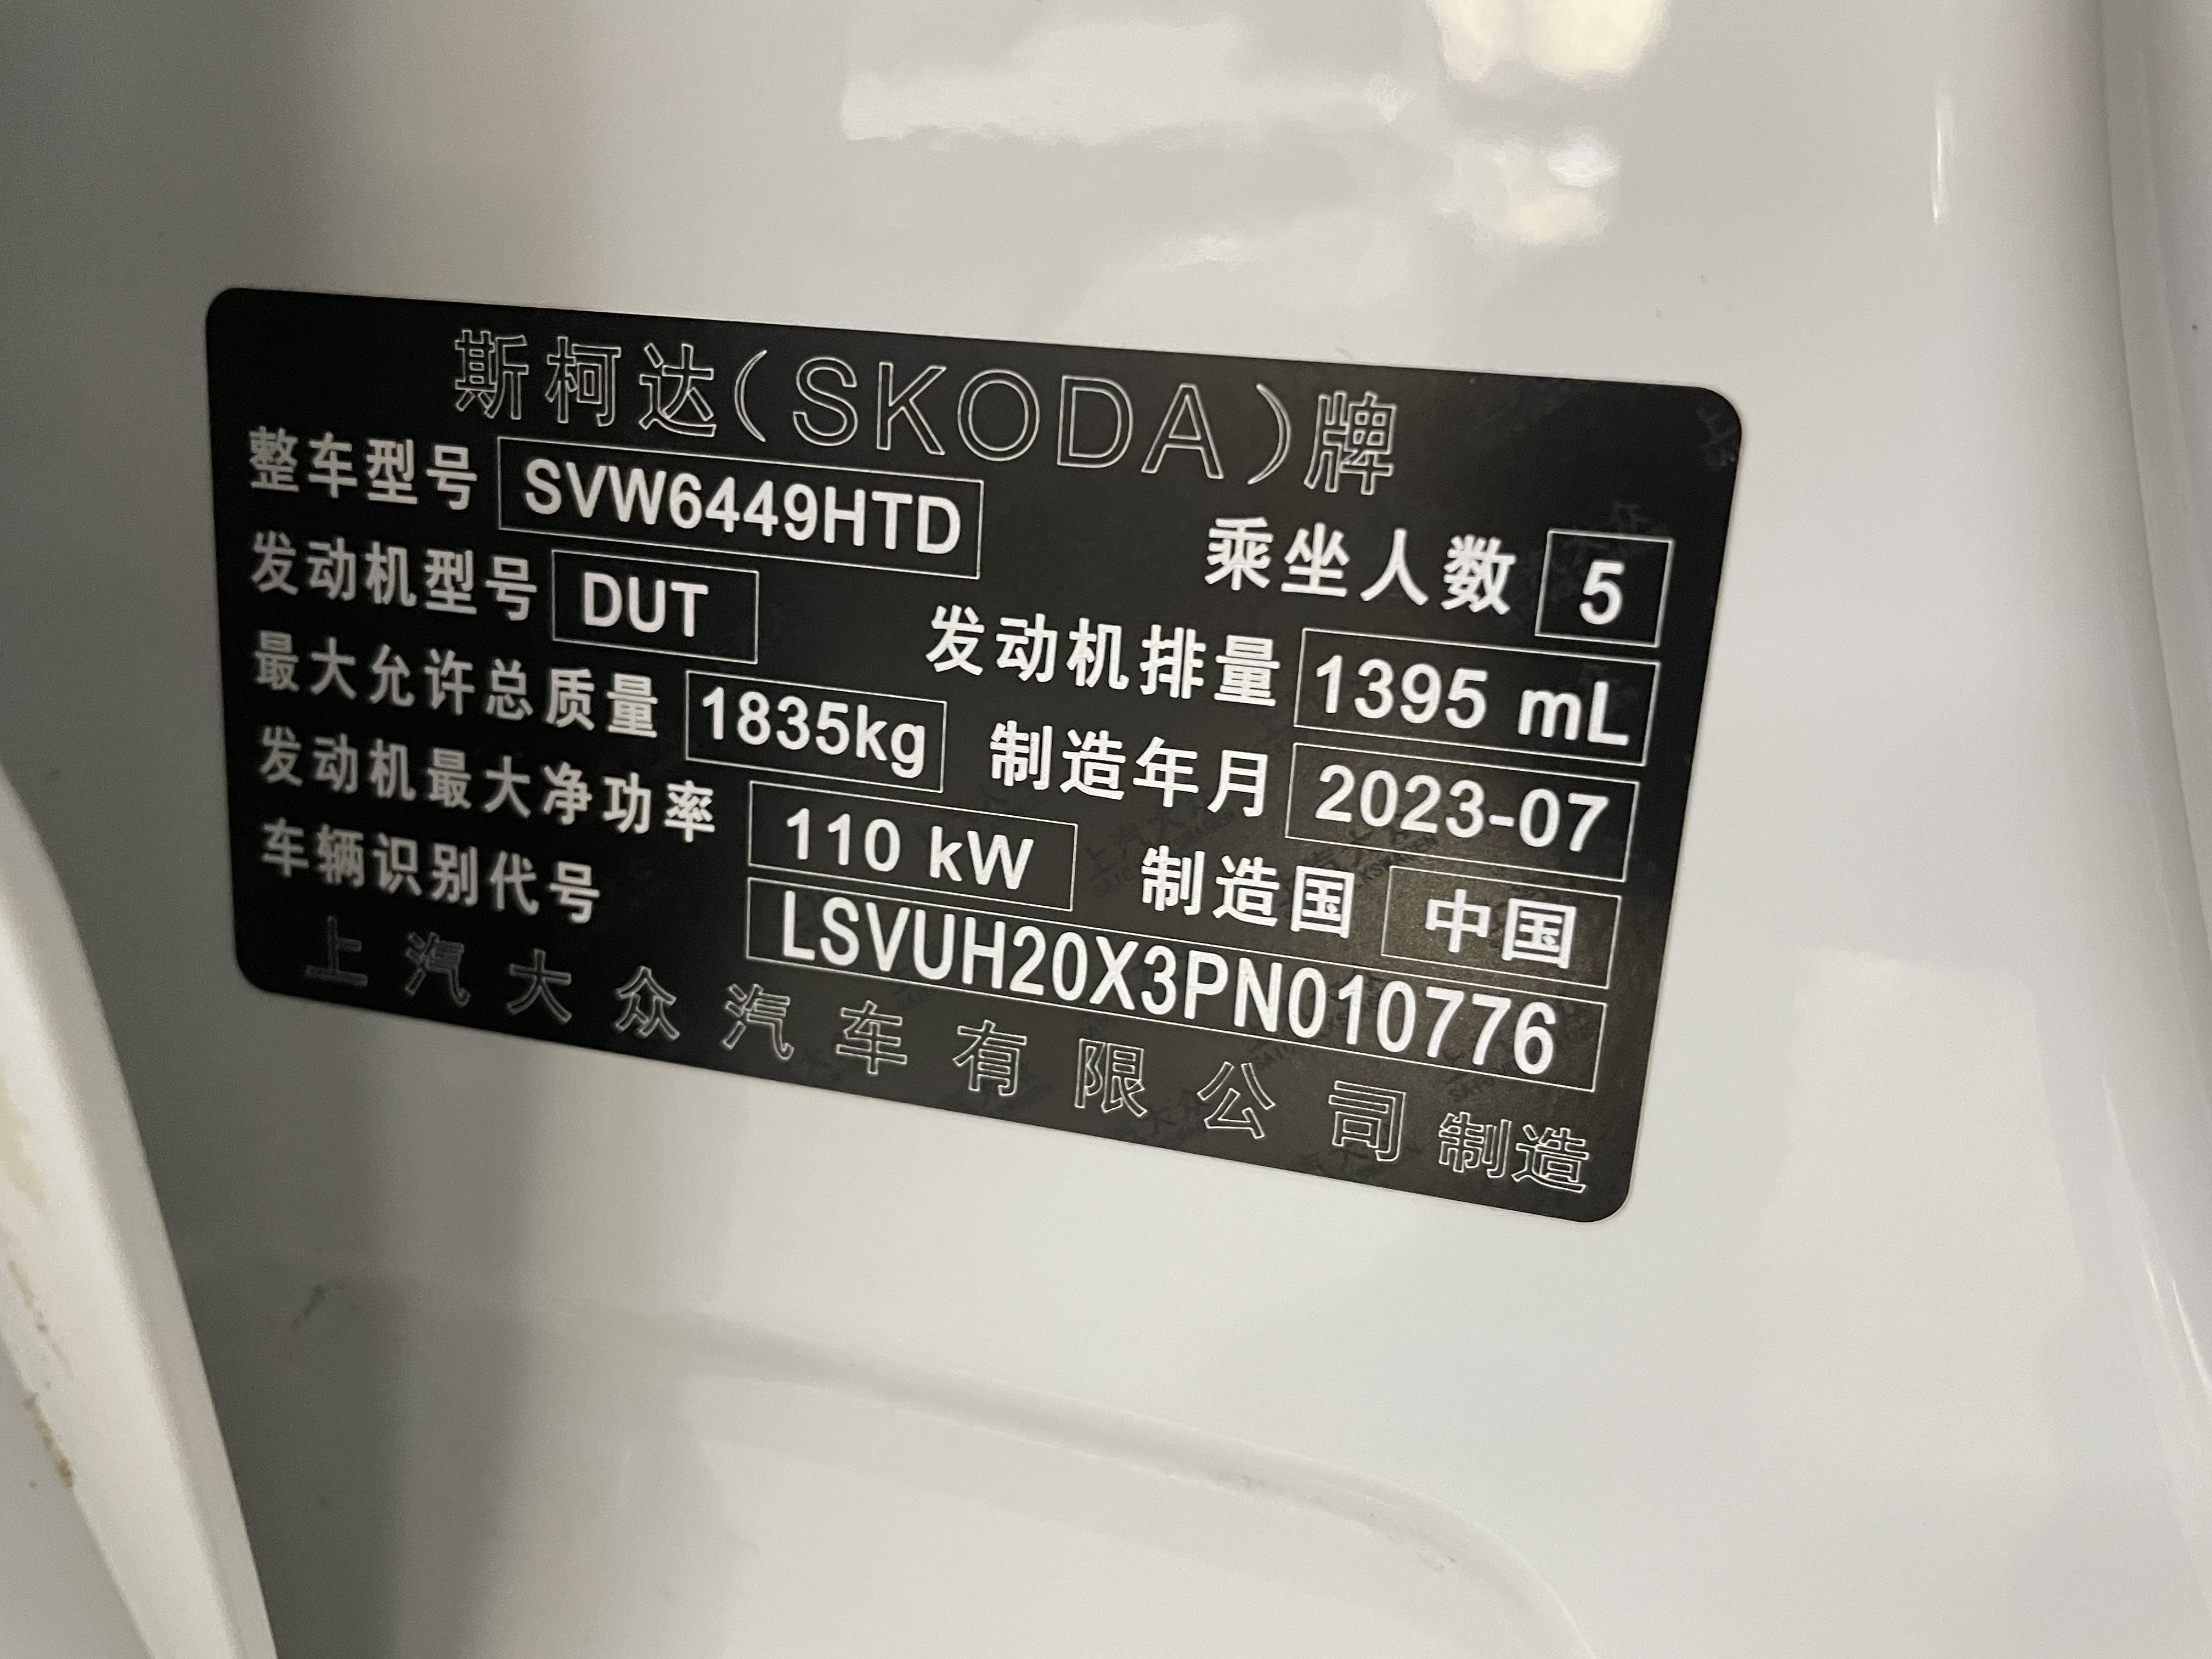 斯柯达(SKODA)牌
整车型号 SVW6449HTD 乘坐人数 5
发动机型号 DUT 发动机排量 1395 mL
最大允许总质量 1835kg 制造年月 2023-07
发动机最大净功率 110 kW 制造国 中国
车辆识别代号 LSVUH20X3PN010776
上汽大众汽车有限公司制造